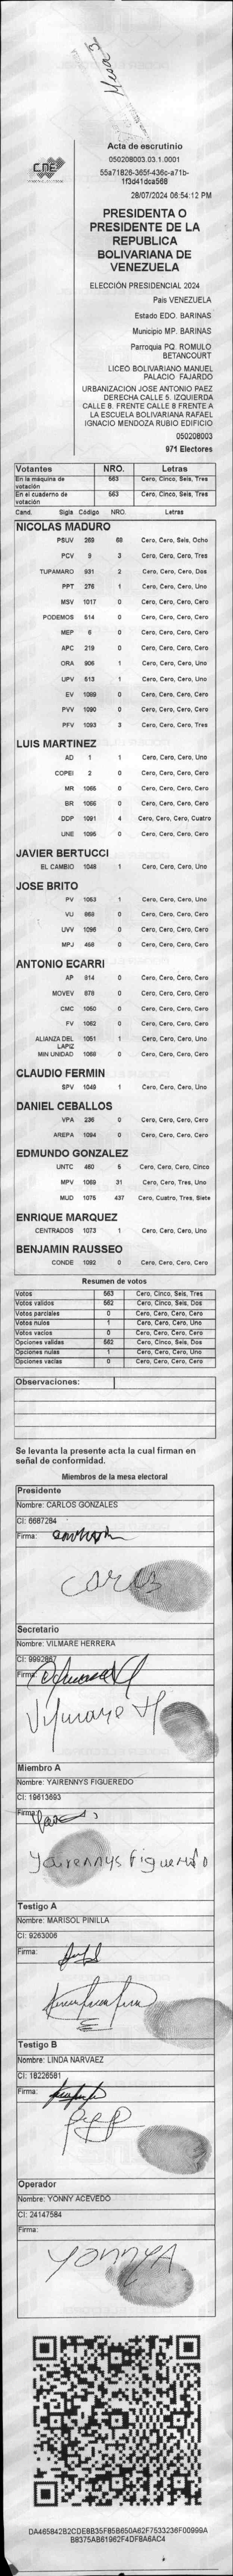 Mesa 3
Acta de escrutinio
050208003.03.1.0001
55a71826-365f-436c-a71b-
1f3d41dca568
28/07/2024 06:54:12 PM
CNE
PRESIDENTA O
PRESIDENTE DE LA
REPUBLICA
BOLIVARIANA DE
VENEZUELA
ELECCIÓN PRESIDENCIAL 2024
Pais VENEZUELA
Estado EDO. BARINAS
Municipio MP. BARINAS
Parroquia PQ. ROMULO
BETANCOURT
LICEO BOLIVARIANO MANUEL
PALACIO FAJARDO
URBANIZACION JOSE ANTONIO PAEZ
DERECHA CALLE 5. IZQUIERDA
CALLE 8. FRENTE CALLE 8 FRENTE A
LA ESCUELA BOLIVARIANA RAFAEL
IGNACIO MENDOZA RUBIO EDIFICIO
050208003
971 Electores
Votantes NRO. Letras
En la máquina de votación 563 Cero, Cinco, Seis, Tres
En el cuaderno de votación 563 Cero, Cinco, Seis, Tres
Cand. Sigla Código NRO. Letras
NICOLAS MADURO
PSUV 268 68 Cero, Cero, Seis, Ocho
PCV 9 3 Cero, Cero, Cero, Tres
TUPAMARO 931 2 Cero, Cero, Cero, Dos
PPT 276 1 Cero, Cero, Cero, Uno
MSV 1017 0 Cero, Cero, Cero, Cero
PODEMOS 514 0 Cero, Cero, Cero, Cero
MEP 6 0 Cero, Cero, Cero, Cero
APC 219 0 Cero, Cero, Cero, Cero
ORA 906 1 Cero, Cero, Cero, Uno
UPV 513 1 Cero, Cero, Cero, Uno
EV 1089 0 Cero, Cero, Cero, Cero
PVV 1090 0 Cero, Cero, Cero, Cero
PFV 1093 3 Cero, Cero, Cero, Tres
LUIS MARTINEZ
AD 1 1 Cero, Cero, Cero, Uno
COPEI 2 0 Cero, Cero, Cero, Cero
MR 1065 0 Cero, Cero, Cero, Cero
BR 1066 0 Cero, Cero, Cero, Cero
DDP 1091 4 Cero, Cero, Cero, Cuatro
UNE 1095 0 Cero, Cero, Cero, Cero
JAVIER BERTUCCI
EL CAMBIO 1048 1 Cero, Cero, Cero, Uno
JOSE BRITO
PV 1063 1 Cero, Cero, Cero, Uno
VU 969 0 Cero, Cero, Cero, Cero
UVV 1096 0 Cero, Cero, Cero, Cero
MPJ 458 0 Cero, Cero, Cero, Cero
ANTONIO ECARRI
AP 914 0 Cero, Cero, Cero, Cero
MOVEV 978 0 Cero, Cero, Cero, Cero
CMC 1050 0 Cero, Cero, Cero, Cero
FV 1062 0 Cero, Cero, Cero, Cero
ALIANZA DEL LAPIZ 1051 1 Cero, Cero, Cero, Uno
MIN UNIDAD 1068 0 Cero, Cero, Cero, Cero
CLAUDIO FERMIN
SPV 1049 1 Cero, Cero, Cero, Uno
DANIEL CEBALLOS
VPA 236 0 Cero, Cero, Cero, Cero
AREPA 1094 0 Cero, Cero, Cero, Cero
EDMUNDO GONZALEZ
UNTC 460 5 Cero, Cero, Cero, Cinco
MPV 1069 31 Cero, Cero, Tres, Uno
MUD 1075 437 Cero, Cuatro, Tres, Siete
ENRIQUE MARQUEZ
CENTRADOS 1073 1 Cero, Cero, Cero, Uno
BENJAMIN RAUSSEO
CONDE 1092 0 Cero, Cero, Cero, Cero
Resumen de votos
Votos 563 Cero, Cinco, Seis, Tres
Votos validos 562 Cero, Cinco, Seis, Dos
Votos parciales 0 Cero, Cero, Cero, Cero
Votos nulos 1 Cero, Cero, Cero, Uno
Votos vacios 0 Cero, Cero, Cero, Cero
Opciones validas 562 Cero, Cinco, Seis, Dos
Opciones nulas 1 Cero, Cero, Cero, Uno
Opciones vacías 0 Cero, Cero, Cero, Cero
Observaciones:
Se levanta la presente acta la cual firman en
señal de conformidad.
Miembros de la mesa electoral
Presidente
Nombre: CARLOS GONZALES
CI: 6687284
Firma:
Carlos
Secretario
Nombre: VILMARE HERRERA
CI: 9992667
Firma:
Vilmare H
Miembro A
Nombre: YAIRENNYS FIGUEREDO
CI: 19613693
Firma:
Yairennys Figueredo
Testigo A
Nombre: MARISOL PINILLA
CI: 9263006
Firma:
Testigo B
Nombre: LINDA NARVAEZ
CI: 18226581
Firma:
Operador
Nombre: YONNY ACEVEDO
CI: 24147584
Firma:
YONNY A
DA465842B2CDE8B35F85B650A62F7533236F00999A
B8375AB61962F4DF8A6AC4